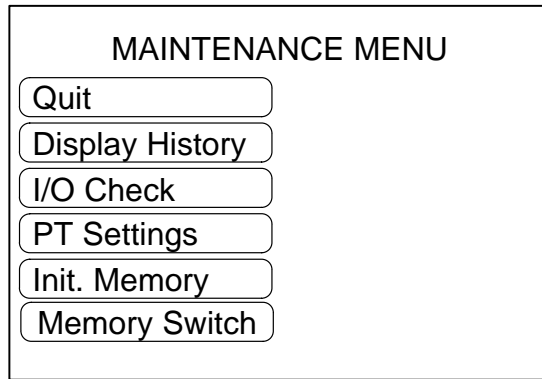 MAINTENANCE MENU
Quit
Display History
I/O Check
PT Settings
Init. Memory
Memory Switch